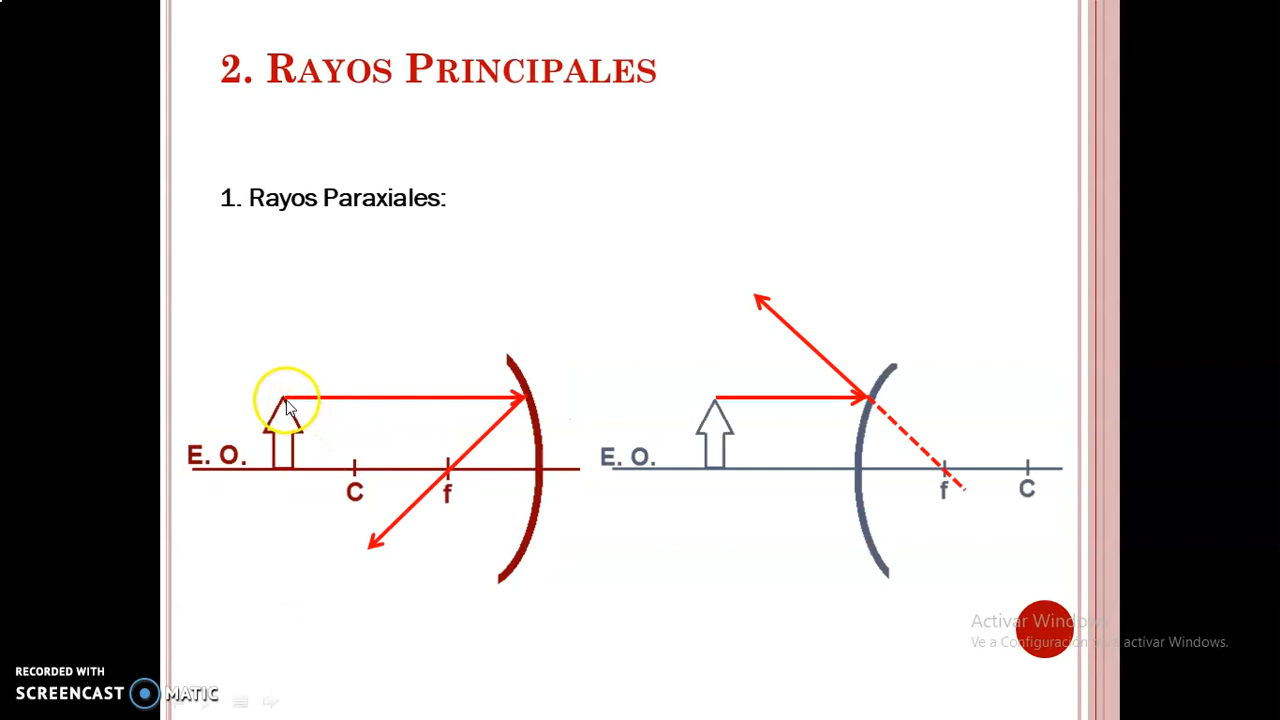 2. RAYOS PRINCIPALES
1. Rayos Paraxiales:
E. O.
C
f
E. O.
f
C
Activar Windows
Ve a Configuración para activar Windows.
RECORDED WITH
SCREENCAST MATIC